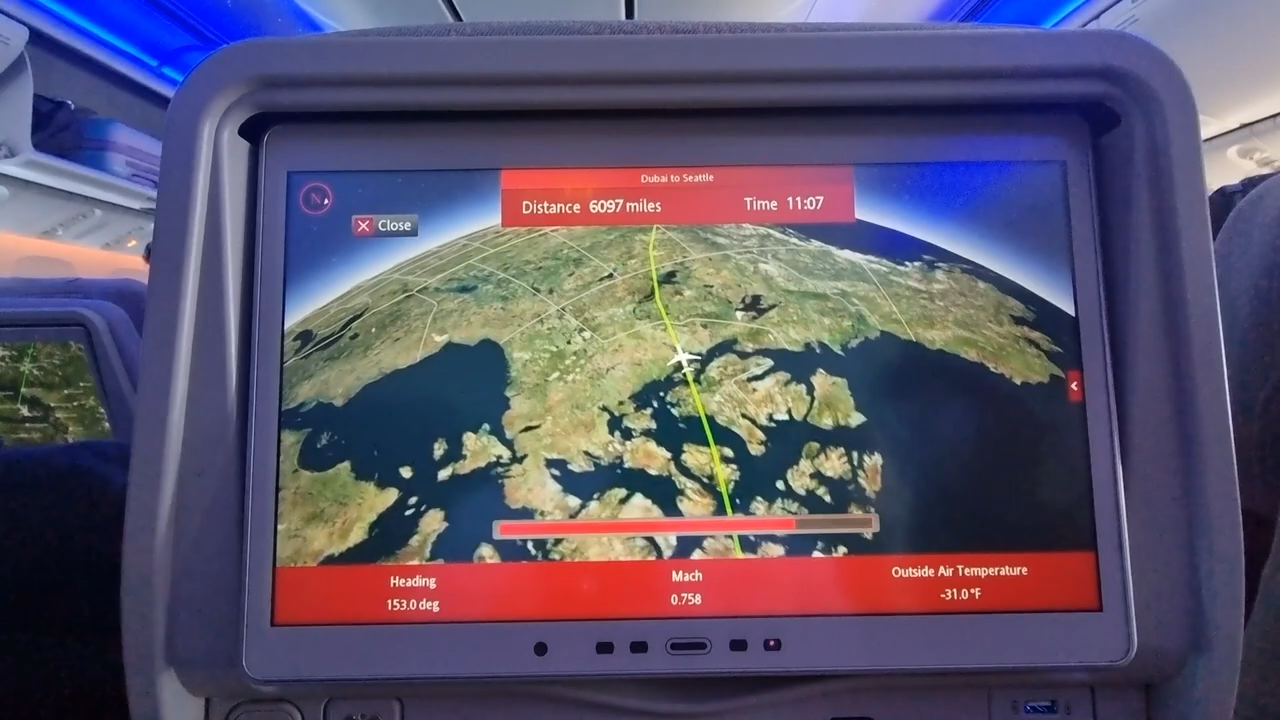 Dubai to Seattle
Distance 6097 miles Time 11:07
N
Close
Heading Mach Outside Air Temperature
153.0 deg 0.758 -31.0 °F